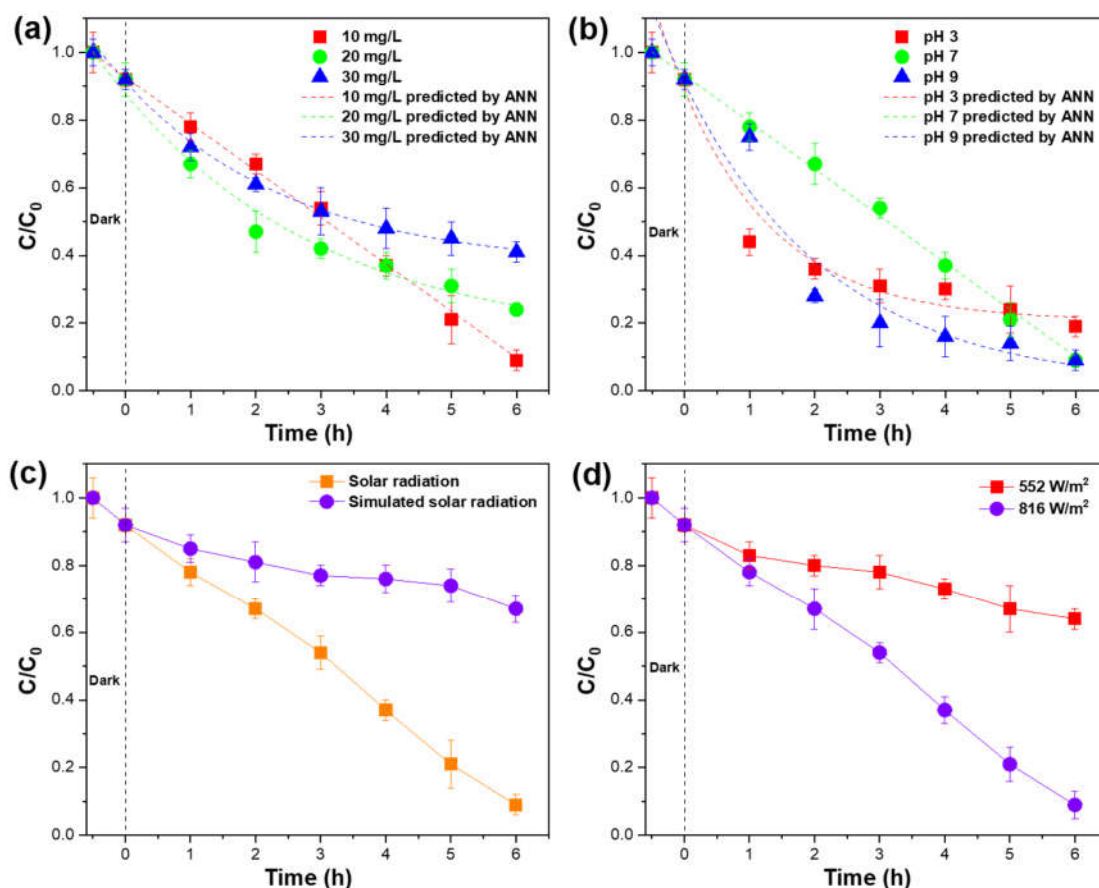 (a)
10 mg/L
20 mg/L
30 mg/L
10 mg/L predicted by ANN
20 mg/L predicted by ANN
30 mg/L predicted by ANN
1.0
0.8
0.6
0.4
0.2
0.0
C/C₀
Dark
0 1 2 3 4 5 6
Time (h)
(b)
pH 3
pH 7
pH 9
pH 3 predicted by ANN
pH 7 predicted by ANN
pH 9 predicted by ANN
1.0
0.8
0.6
0.4
0.2
0.0
C/C₀
Dark
0 1 2 3 4 5 6
Time (h)
(c)
Solar radiation
Simulated solar radiation
1.0
0.8
0.6
0.4
0.2
0.0
C/C₀
Dark
0 1 2 3 4 5 6
Time (h)
(d)
552 W/m²
816 W/m²
1.0
0.8
0.6
0.4
0.2
0.0
C/C₀
Dark
0 1 2 3 4 5 6
Time (h)